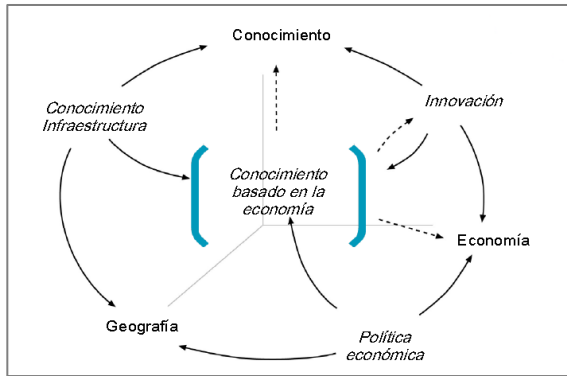 Conocimiento
Conocimiento
Infraestructura
Innovación
Conocimiento
basado en la
economía
Economía
Geografía
Política
económica